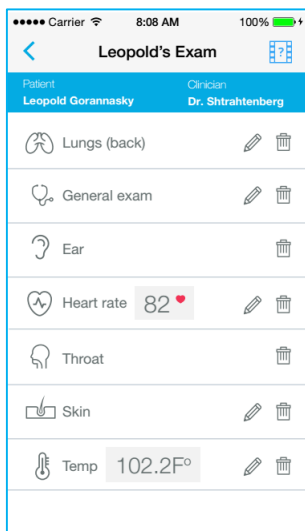 Carrier 8:08 AM 100%
Leopold's Exam
?
Patient Clinician
Leopold Gorannasky Dr. Shtrahtenberg
Lungs (back)
General exam
Ear
Heart rate 82
Throat
Skin
Temp 102.2Fº